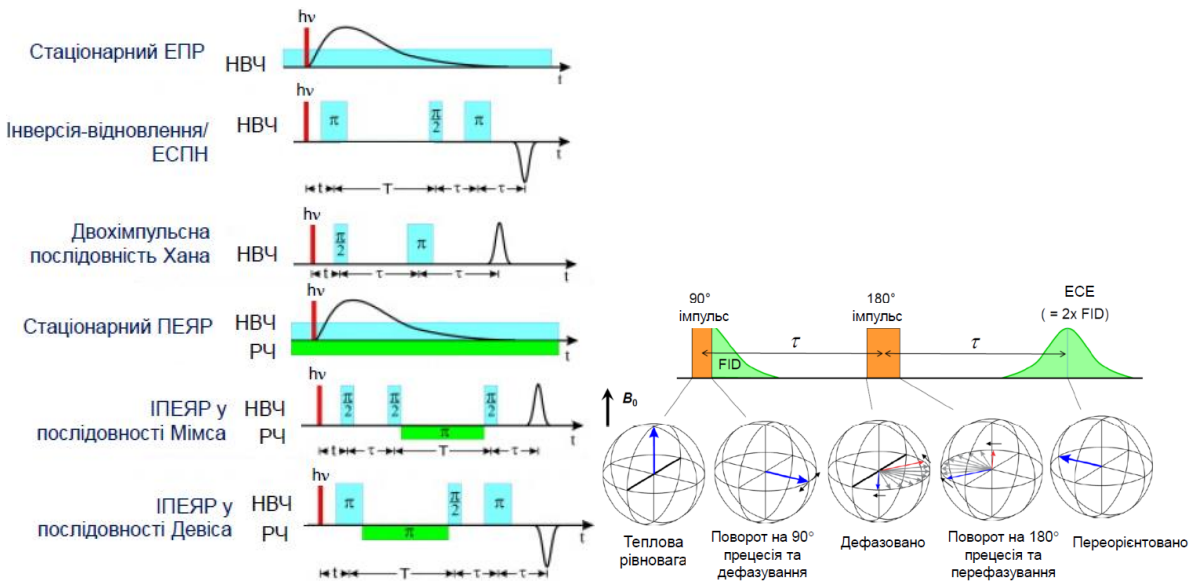 Стаціонарний ЕПР
НВЧ
hν
t
Інверсія-відновлення/
ЕСПН
НВЧ
hν
π
π/2
π
t
t
T
τ
τ
Двохімпульсна
послідовність Хана
НВЧ
hν
π/2
π
t
t
τ
τ
Стаціонарний ПЕЯР
НВЧ
РЧ
hν
t
ІПЕЯР у
послідовності Мімса
НВЧ
РЧ
hν
π/2
π/2
π/2
π
t
t
τ
T
τ
ІПЕЯР у
послідовності Девіса
НВЧ
РЧ
hν
π
π/2
π
π
t
t
T
τ
τ
90°
імпульс
180°
імпульс
ECE
( = 2x FID)
FID
τ
τ
B₀
Теплова
рівновага
Поворот на 90°
прецесія та
дефазування
Дефазовано
Поворот на 180°
прецесія та
перефазування
Переорієнтовано